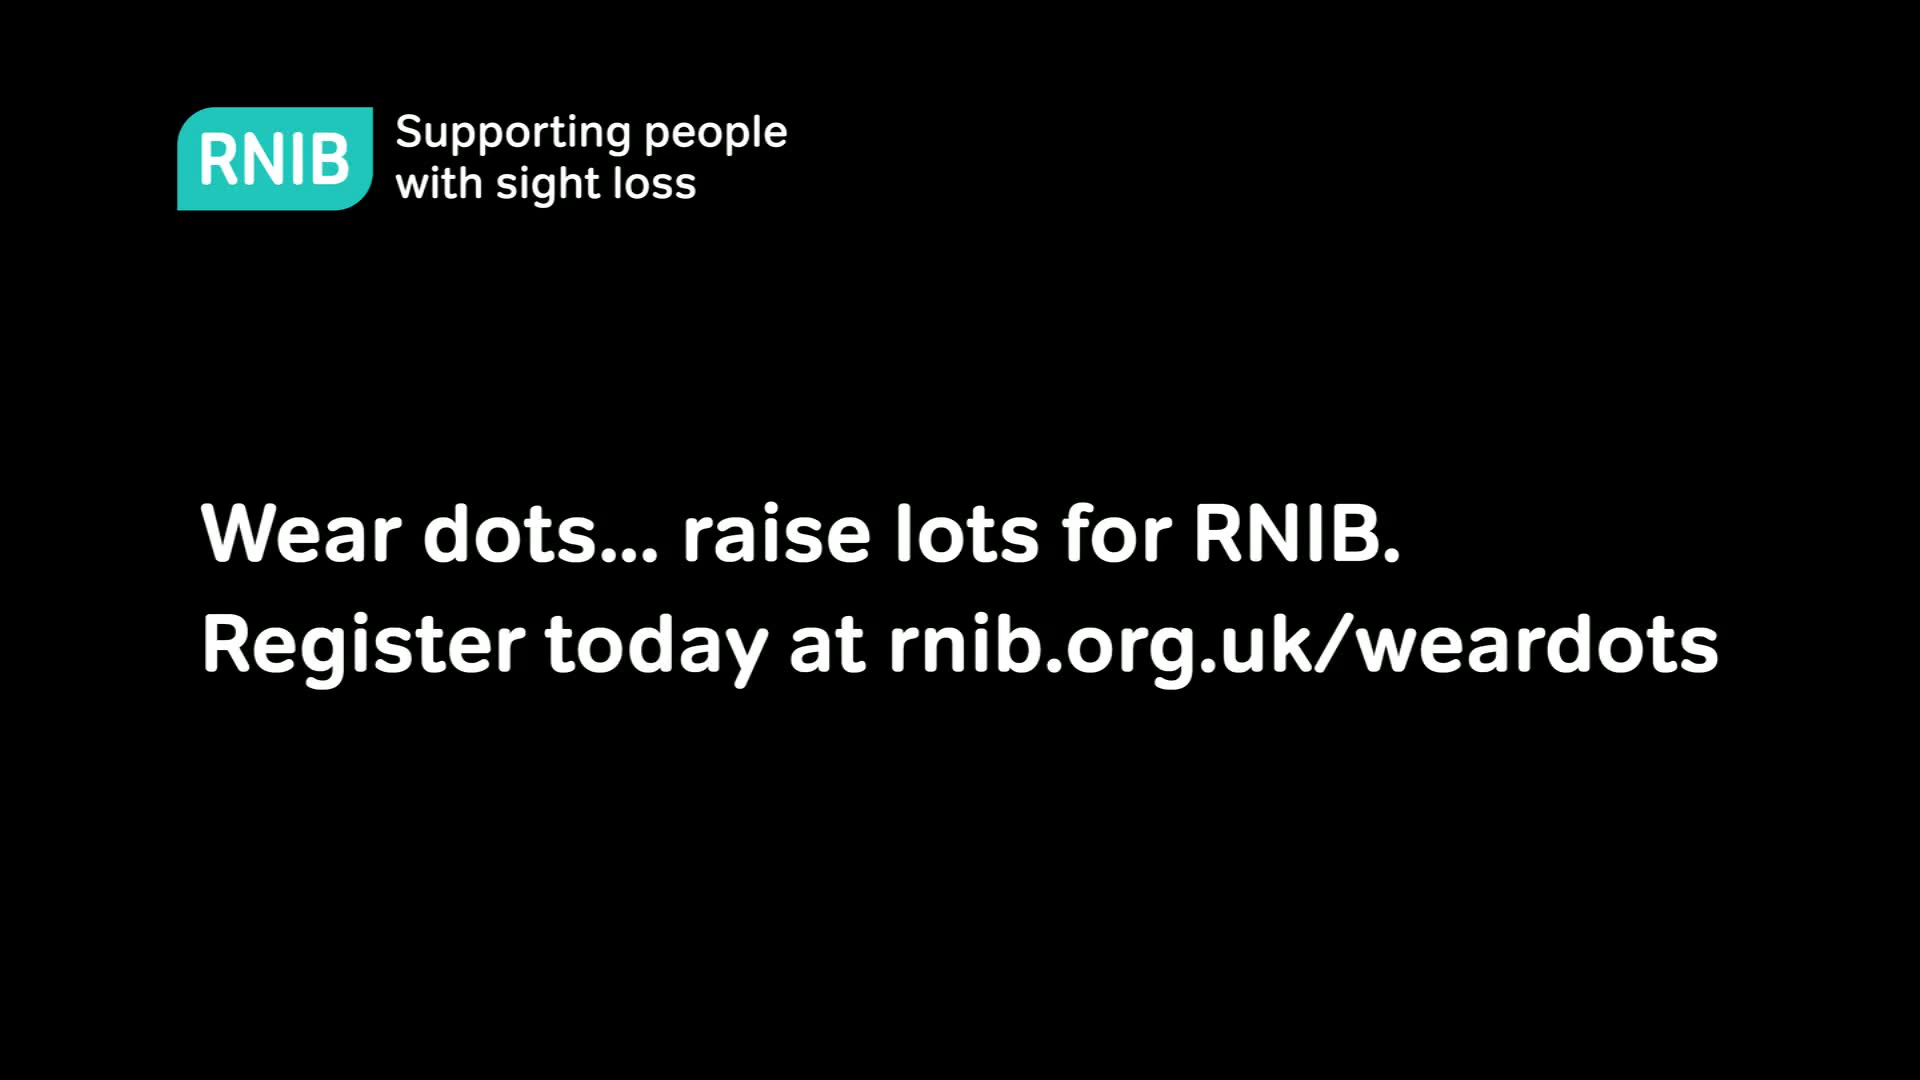 RNIB
Supporting people
with sight loss
Wear dots... raise lots for RNIB.
Register today at rnib.org.uk/weardots